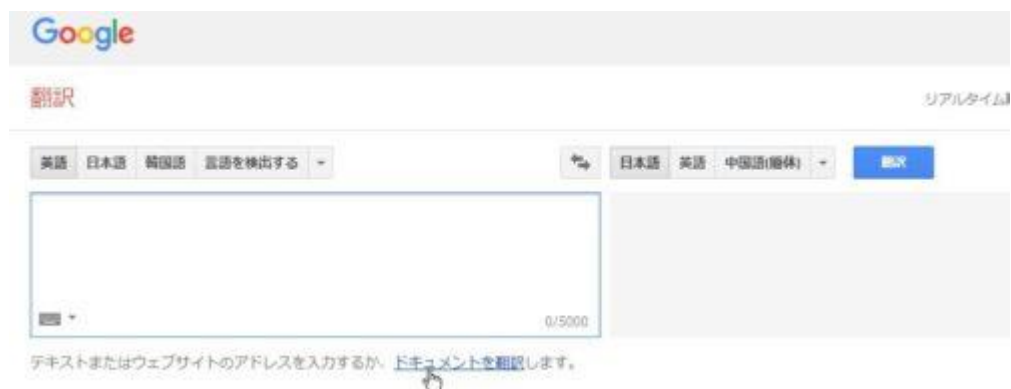 Google
翻訳
リアルタイム
英語 日本語 韓国語 言語を検出する 日本語 英語 中国語(簡体) 翻訳
0/5000
テキストまたはウェブサイトのアドレスを入力するか、ドキュメントを翻訳します。